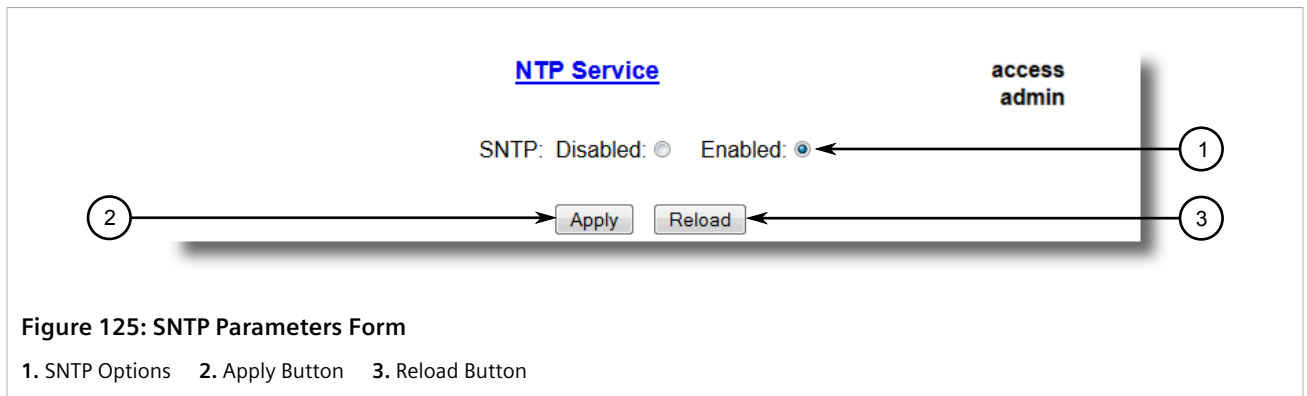 NTP Service
access
admin
SNTP: Disabled: Enabled:
1
2
Apply Reload
3
Figure 125: SNTP Parameters Form
1. SNTP Options 2. Apply Button 3. Reload Button